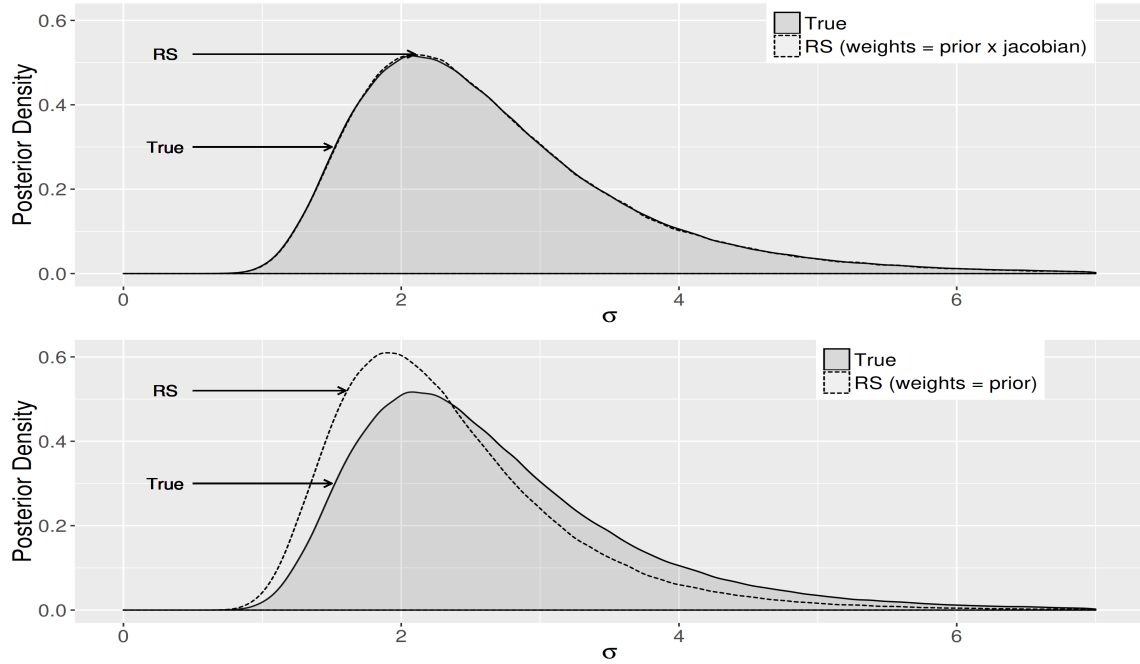 0.6
0.4
0.2
0.0
Posterior Density
RS
True
True
RS (weights = prior x jacobian)
0
2
4
6
σ
0.6
0.4
0.2
0.0
Posterior Density
RS
True
True
RS (weights = prior)
0
2
4
6
σ